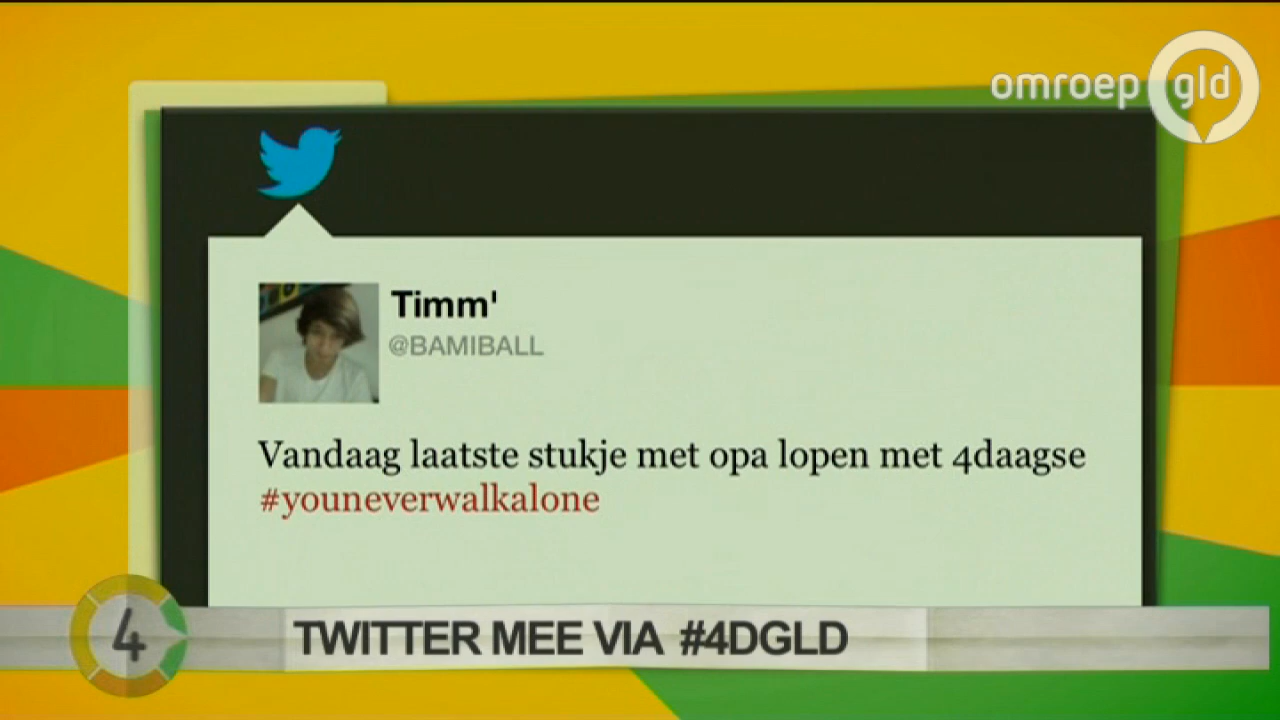 omroep gld
Timm'
@BAMIBALL
Vandaag laatste stukje met opa lopen met 4daagse
#youneverwalkalone
4
TWITTER MEE VIA #4DGLD